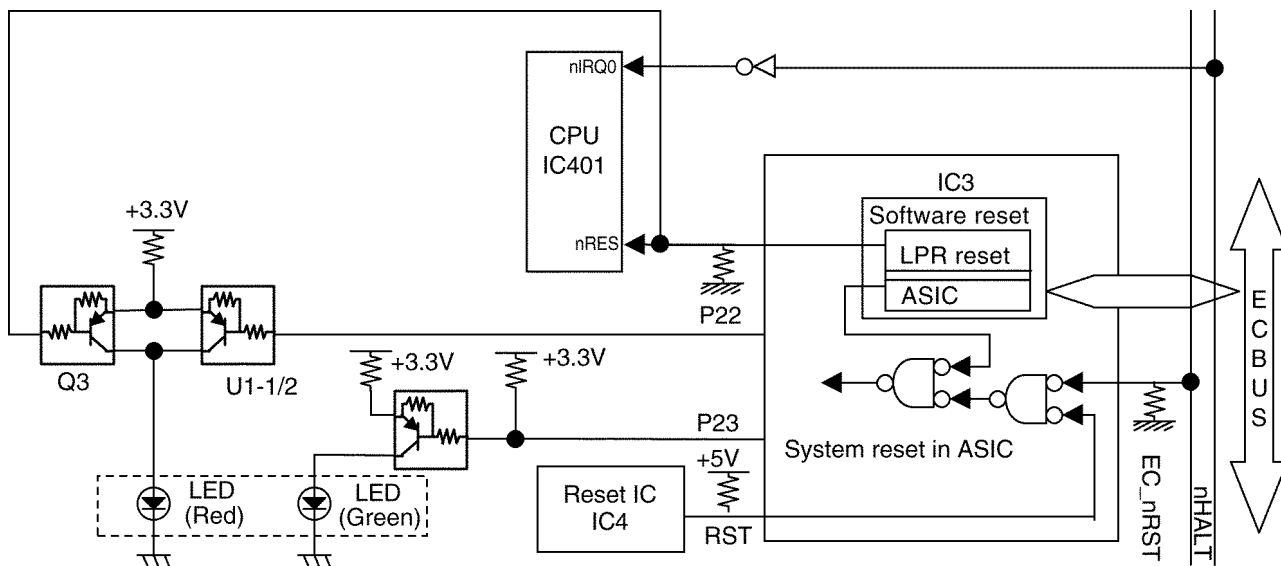 nIRQ0
CPU
IC401
nRES
IC3
Software reset
LPR reset
ASIC
+3.3V
P22
Q3
U1-1/2
+3.3V
+3.3V
P23
System reset in ASIC
+5V
LED
(Red)
LED
(Green)
Reset IC
IC4
RST
EC_nRST
nHALT
ECBUS